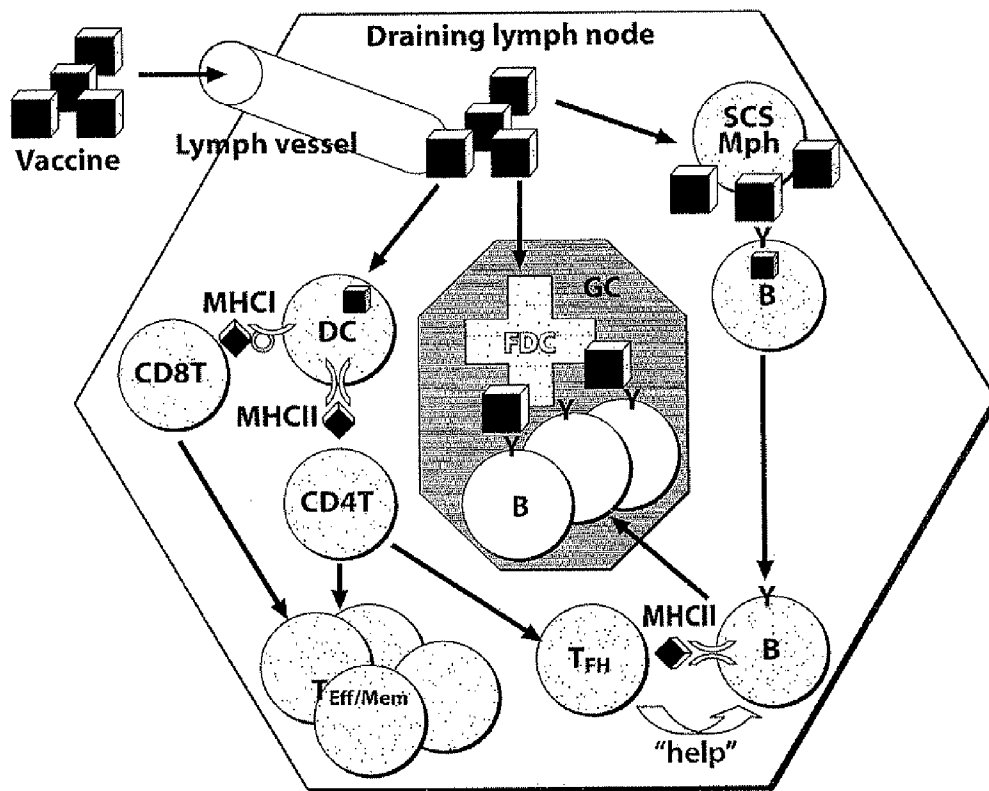 Draining lymph node
Vaccine
Lymph vessel
SCS
Mph
Y
B
MHCI
DC
CD8T
MHCII
CD4T
GC
FDC
Y
Y
Y
B
T Eff/Mem
TFH
MHCII
Y
B
"help"